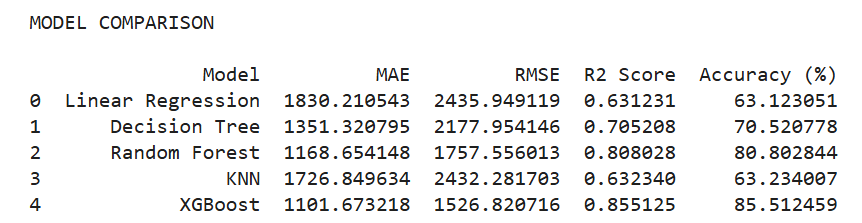 MODEL COMPARISON
Model MAE RMSE R2 Score Accuracy (%)
0 Linear Regression 1830.210543 2435.949119 0.631231 63.123051
1 Decision Tree 1351.320795 2177.954146 0.705208 70.520778
2 Random Forest 1168.654148 1757.556013 0.808028 80.802844
3 KNN 1726.849634 2432.281703 0.632340 63.234007
4 XGBoost 1101.673218 1526.820716 0.855125 85.512459